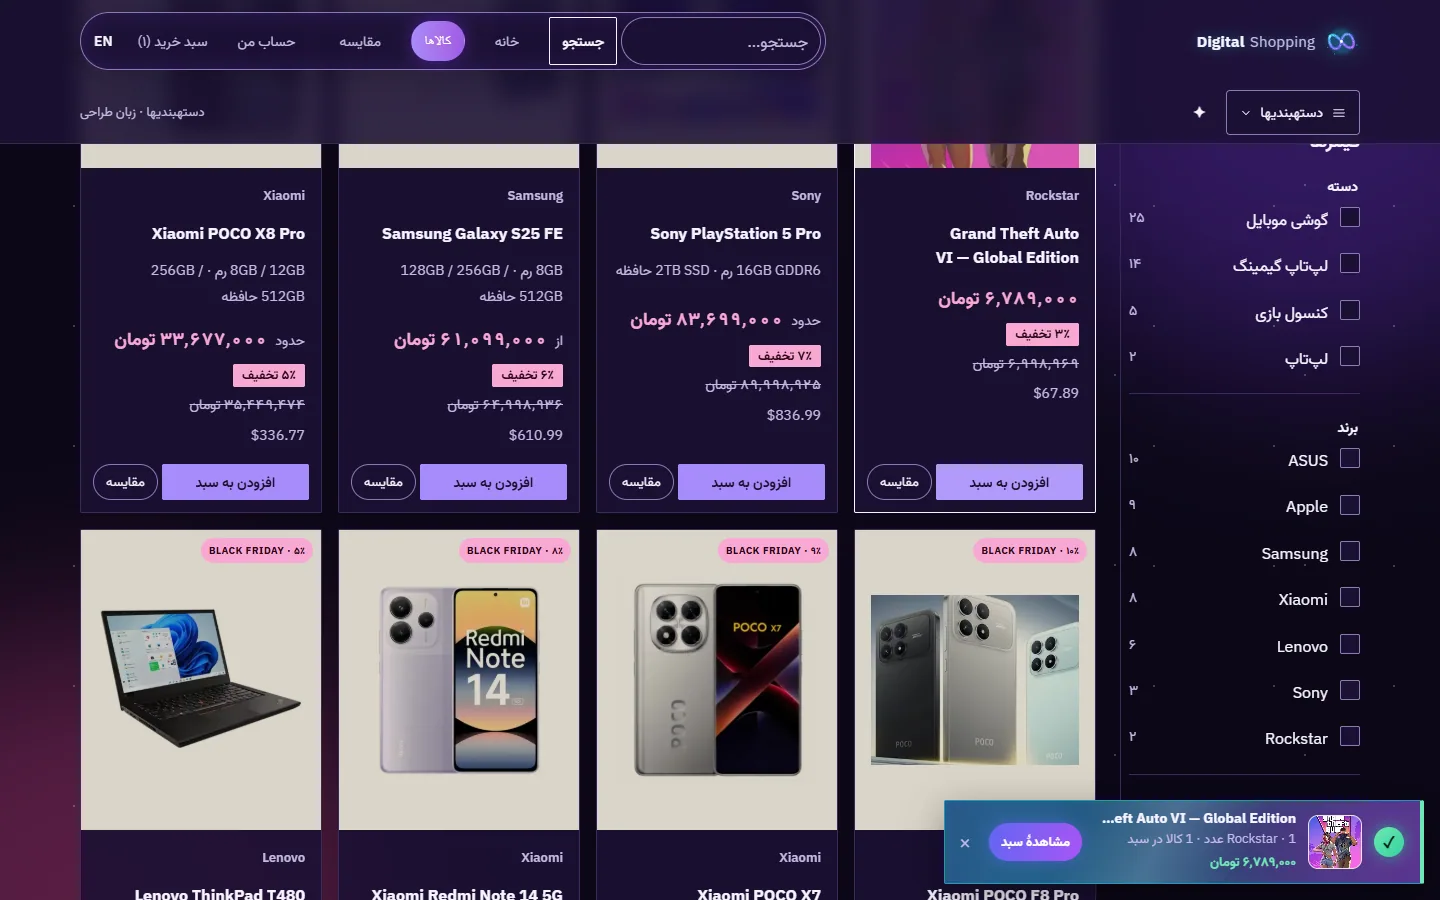 Digital Shopping
جستجو...
جستجو
خانه
کالاها
مقایسه
حساب من
سبد خرید (۱)
EN
دستهبندیها
دستهبندیها · زبان طراحی
دسته
گوشی موبایل
۲۵
لپ‌تاپ گیمینگ
۱۴
کنسول بازی
۵
لپ‌تاپ
۲
برند
ASUS
۱۰
Apple
۹
Samsung
۸
Xiaomi
۸
Lenovo
۶
Sony
۳
Rockstar
۲
Rockstar
Grand Theft Auto
VI — Global Edition
۶,۷۸۹,۰۰۰ تومان
۳٪ تخفیف
۶,۹۹۸,۹۶۹ تومان
$67.89
افزودن به سبد
مقایسه
Sony
Sony PlayStation 5 Pro
16GB GDDR6 رم · 2TB SSD حافظه
حدود ۸۳,۶۹۹,۰۰۰ تومان
۷٪ تخفیف
۸۹,۹۹۸,۹۲۵ تومان
$836.99
افزودن به سبد
مقایسه
Samsung
Samsung Galaxy S25 FE
8GB رم · 128GB / 256GB /
512GB حافظه
از ۶۱,۰۹۹,۰۰۰ تومان
۶٪ تخفیف
۶۴,۹۹۸,۹۳۶ تومان
$610.99
افزودن به سبد
مقایسه
Xiaomi
Xiaomi POCO X8 Pro
8GB / 12GB رم · 256GB /
512GB حافظه
حدود ۳۳,۶۷۷,۰۰۰ تومان
۵٪ تخفیف
۳۵,۴۴۹,۴۷۴ تومان
$336.77
افزودن به سبد
مقایسه
BLACK FRIDAY · ۱۰٪
POCO
POCO
POCO
Xiaomi POCO F8 Pro
BLACK FRIDAY · ۹٪
POCO X7
POCO
Xiaomi
Xiaomi POCO X7
BLACK FRIDAY · ۸٪
Redmi
Note
14
Xiaomi
Xiaomi Redmi Note 14 5G
BLACK FRIDAY · ۵٪
Lenovo
Lenovo ThinkPad T480
...eft Auto VI — Global Edition
1 عدد · Rockstar · 1 کالا در سبد
۶,۷۸۹,۰۰۰ تومان
مشاهدهٔ سبد
×